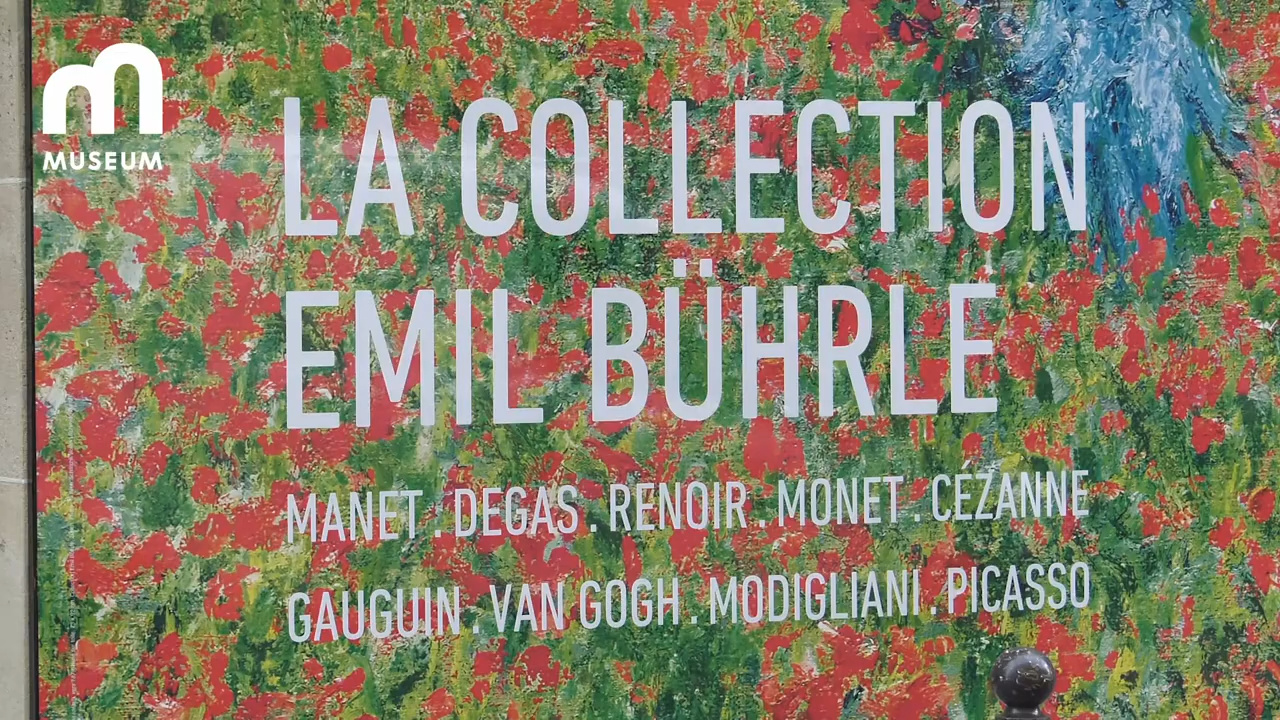 MUSEUM
LA COLLECTION
EMIL BÜHRLE
MANET . DEGAS . RENOIR . MONET . CÉZANNE
GAUGUIN . VAN GOGH . MODIGLIANI . PICASSO